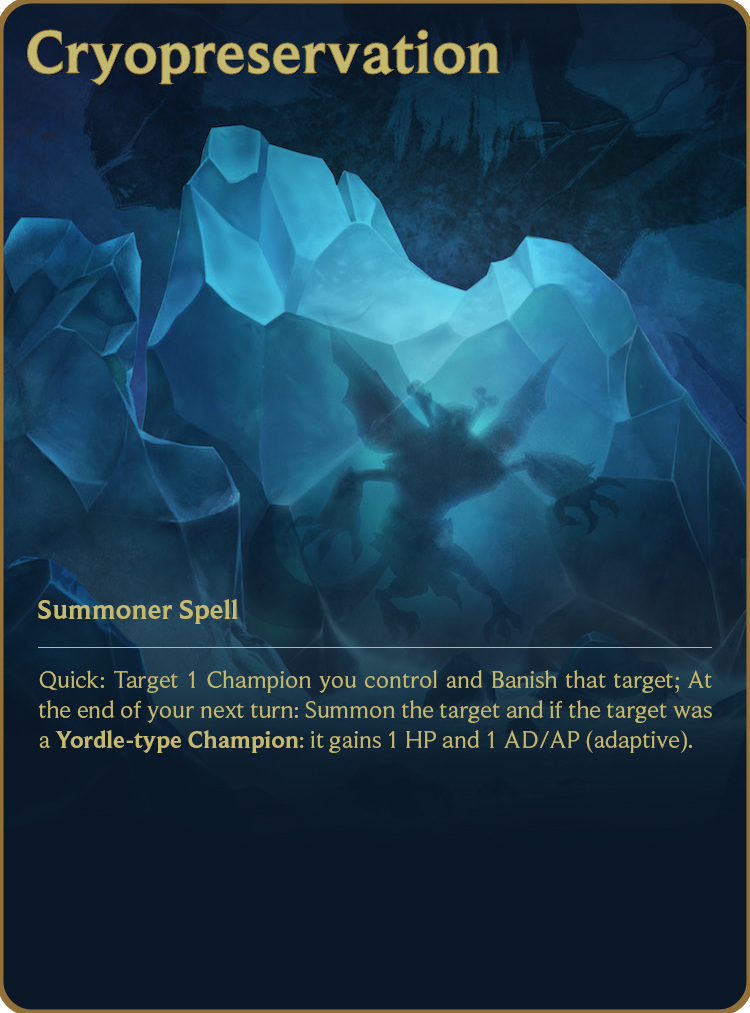 Cryopreservation
Summoner Spell
Quick: Target 1 Champion you control and Banish that target; At
the end of your next turn: Summon the target and if the target was
a Yordle-type Champion: it gains 1 HP and 1 AD/AP (adaptive).